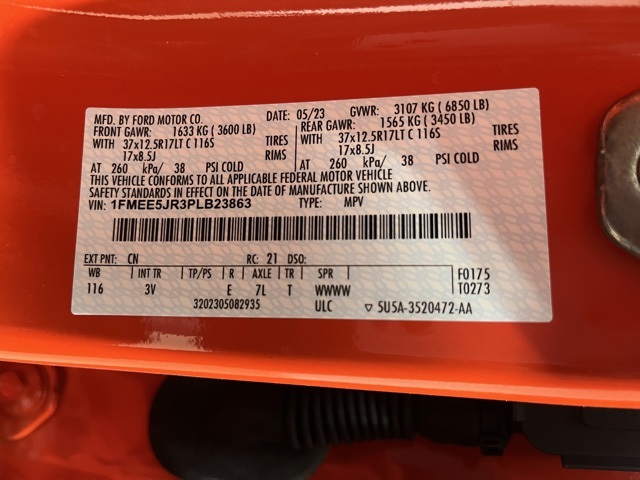 MFD. BY FORD MOTOR CO. DATE: 05/23 GVWR: 3107 KG ( 6850 LB)
FRONT GAWR: 1633 KG ( 3600 LB) REAR GAWR: 1565 KG ( 3450 LB)
WITH 37x12.5R17LT C 116S TIRES WITH 37x12.5R17LT C 116S TIRES
17x8.5J RIMS 17x8.5J RIMS
AT 260 kPa/ 38 PSI COLD AT 260 kPa/ 38 PSI COLD
THIS VEHICLE CONFORMS TO ALL APPLICABLE FEDERAL MOTOR VEHICLE
SAFETY STANDARDS IN EFFECT ON THE DATE OF MANUFACTURE SHOWN ABOVE.
VIN: 1FMEE5JR3PLB23863 TYPE: MPV
EXT PNT: CN RC: 21 DSO:
WB INT TR TP/PS R AXLE TR SPR F0175
116 3V E 7L T WWWW T0273
3202305082935 ULC ▽ 5U5A-3520472-AA